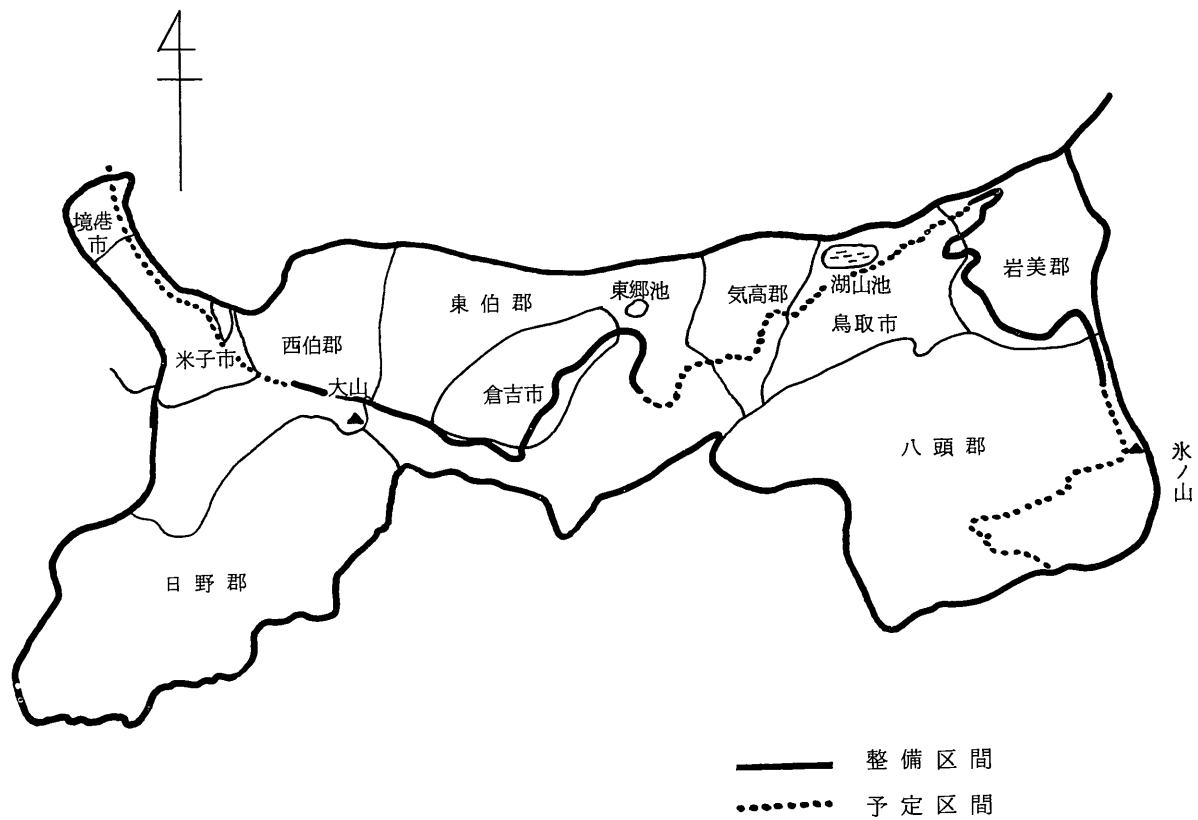 境港
市
米子市
西伯郡
大山
東伯郡
倉吉市
東郷池
気高郡
湖山池
鳥取市
岩美郡
八頭郡
氷ノ山
日野郡
整備区間
予定区間